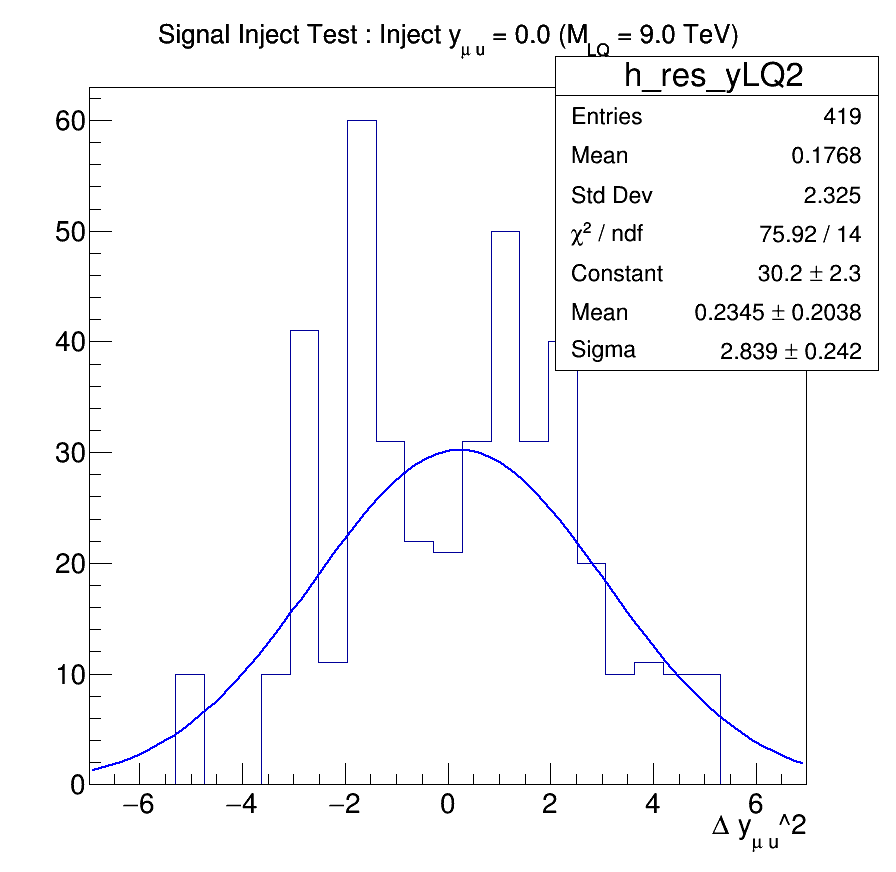 Signal Inject Test : Inject y_μ u = 0.0 (M_LQ = 9.0 TeV)
h_res_yLQ2
Entries 419
Mean 0.1768
Std Dev 2.325
χ² / ndf 75.92 / 14
Constant 30.2 ± 2.3
Mean 0.2345 ± 0.2038
Sigma 2.839 ± 0.242
60
50
40
30
20
10
0
−6 −4 −2 0 2 4 6
Δ y_μ u^2